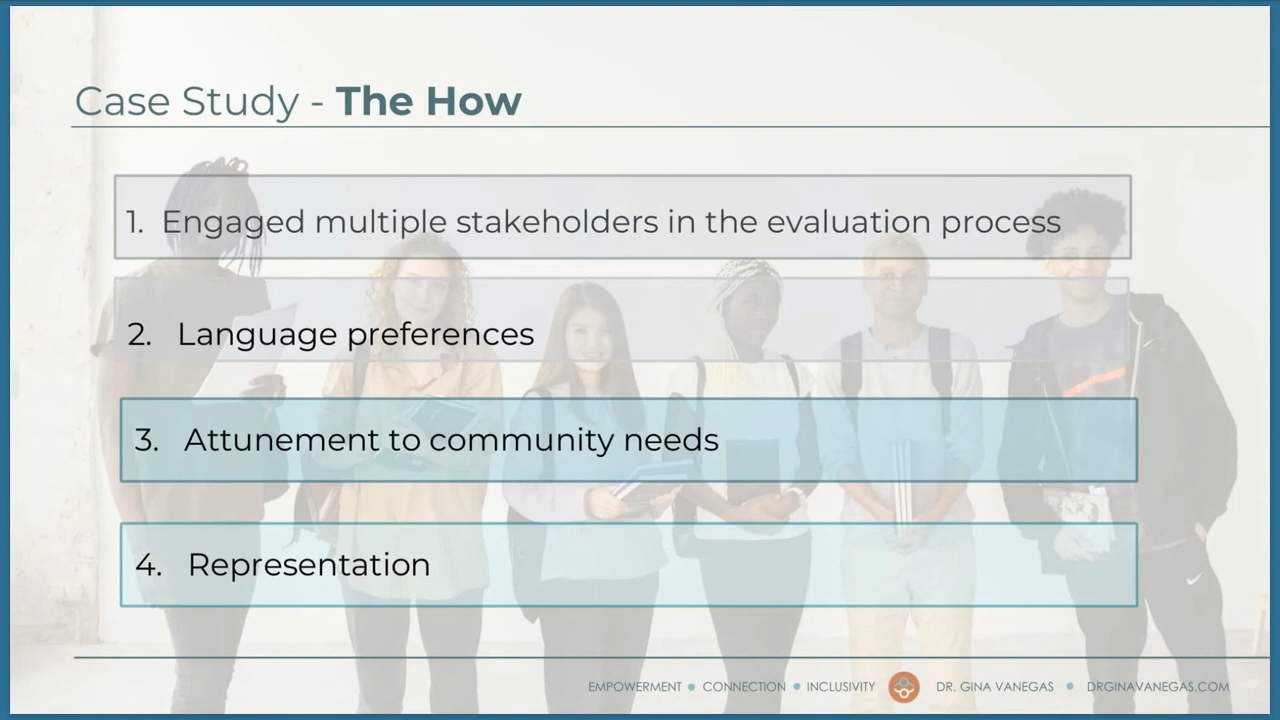 Case Study - The How
1. Engaged multiple stakeholders in the evaluation process
2. Language preferences
3. Attunement to community needs
4. Representation
EMPOWERMENT • CONNECTION • INCLUSIVITY DR. GINA VANEGAS • DRGINAVANEGAS.COM